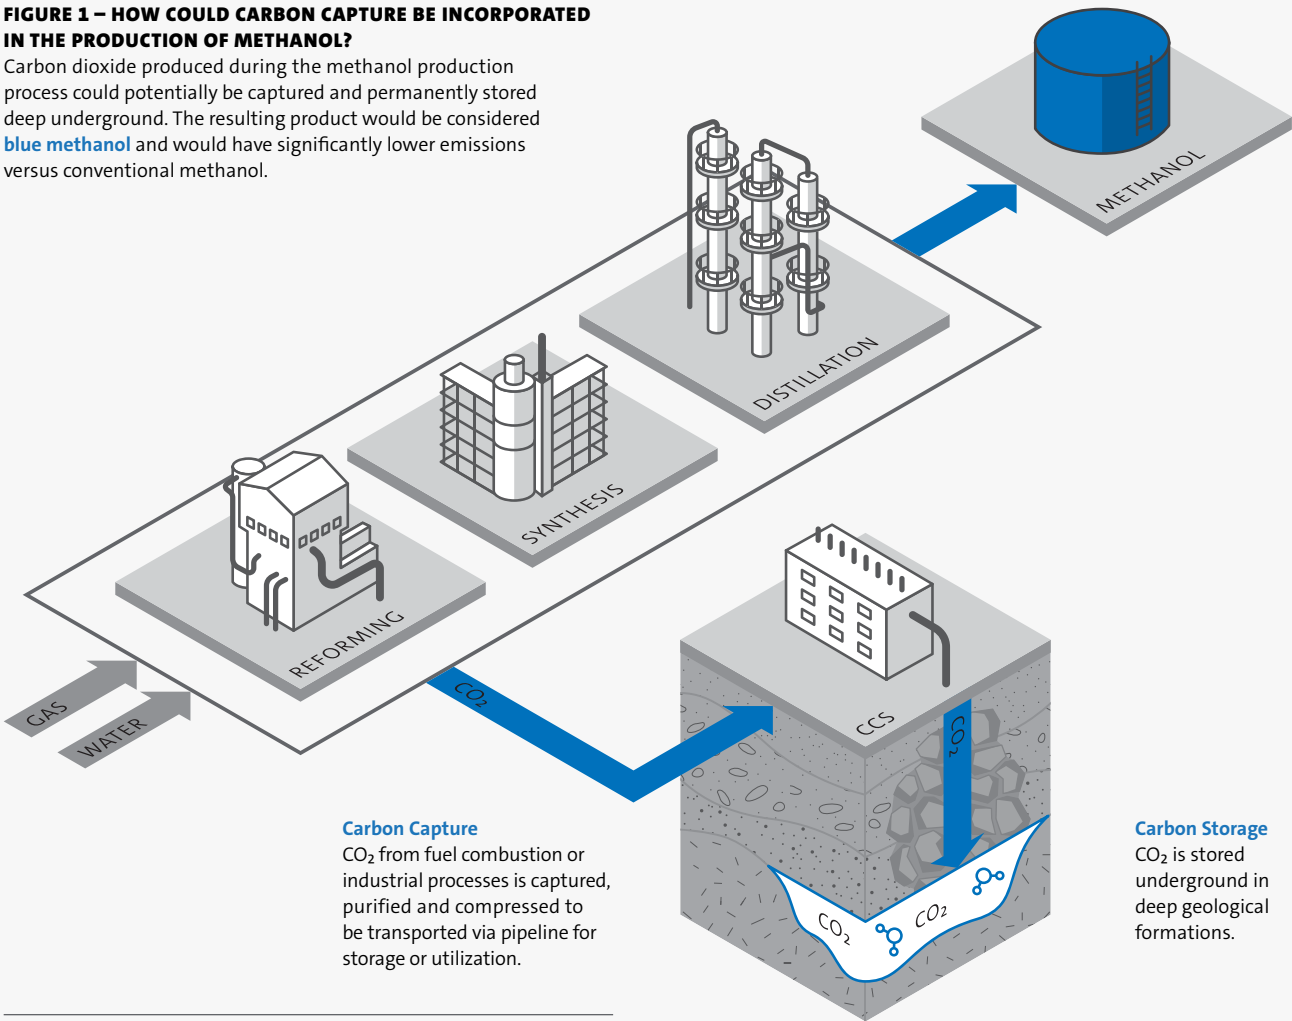 FIGURE 1 – HOW COULD CARBON CAPTURE BE INCORPORATED
IN THE PRODUCTION OF METHANOL?
Carbon dioxide produced during the methanol production
process could potentially be captured and permanently stored
deep underground. The resulting product would be considered
blue methanol and would have significantly lower emissions
versus conventional methanol.
METHANOL
DISTILLATION
SYNTHESIS
REFORMING
GAS
WATER
CO₂
CCS
CO₂
CO₂
CO₂
Carbon Capture
CO₂ from fuel combustion or
industrial processes is captured,
purified and compressed to
be transported via pipeline for
storage or utilization.
Carbon Storage
CO₂ is stored
underground in
deep geological
formations.